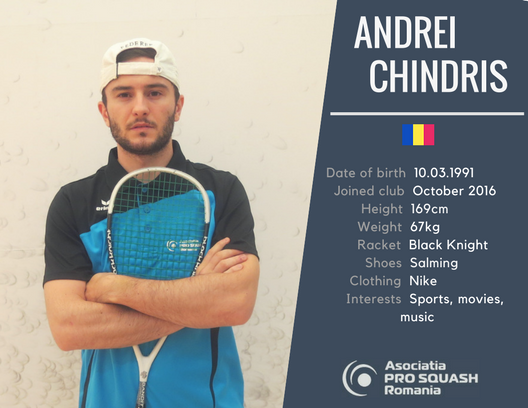 ANDREI
CHINDRIS
Date of birth 10.03.1991
Joined club October 2016
Height 169cm
Weight 67kg
Racket Black Knight
Shoes Salming
Clothing Nike
Interests Sports, movies,
music
Asociatia
PRO SQUASH
Romania